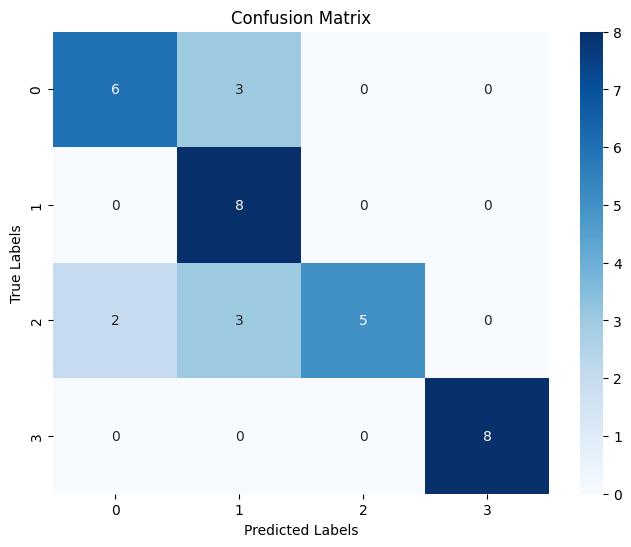 Confusion Matrix
0 6 3 0 0
1 0 8 0 0
2 2 3 5 0
3 0 0 0 8
0 1 2 3
True Labels
Predicted Labels
8
7
6
5
4
3
2
1
0